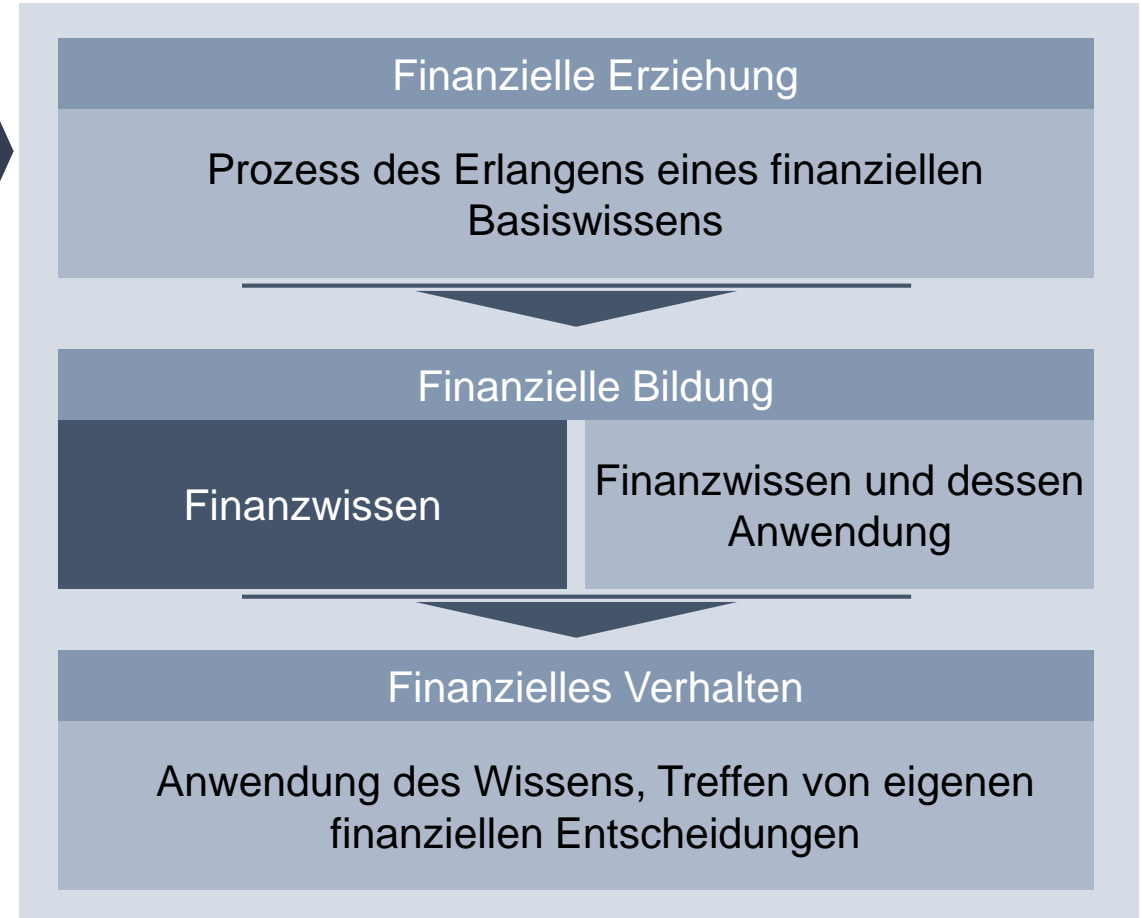 Finanzielle Erziehung
Prozess des Erlangens eines finanziellen
Basiswissens
Finanzielle Bildung
Finanzwissen
Finanzwissen und dessen
Anwendung
Finanzielles Verhalten
Anwendung des Wissens, Treffen von eigenen
finanziellen Entscheidungen